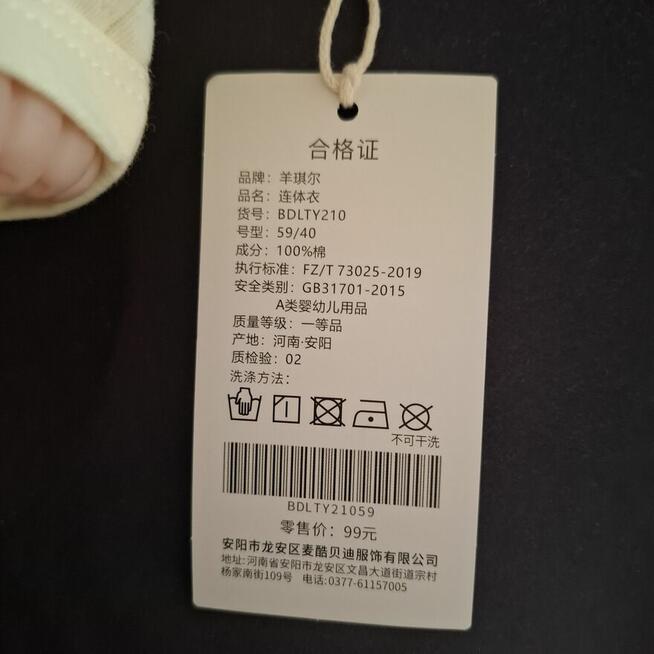 合格证
品牌：羊琪尔
品名：连体衣
货号：BDLTY210
号型：59/40
成分：100%棉
执行标准：FZ/T 73025-2019
安全类别：GB31701-2015
A类婴幼儿用品
质量等级：一等品
产地：河南·安阳
质检验：02
洗涤方法：
不可干洗
BDLTY21059
零售价：99元
安阳市龙安区麦酷贝迪服饰有限公司
地址:河南省安阳市龙安区文昌大道街道宗村
杨家南街109号 电话:0377-61157005